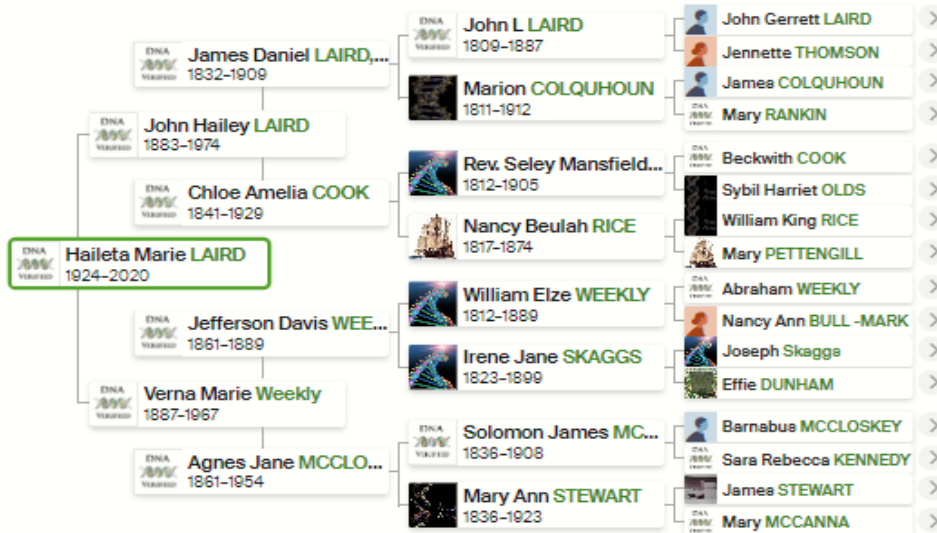 John L LAIRD
1809–1887
John Gerrett LAIRD
Jennette THOMSON
James Daniel LAIRD,...
1832–1909
Marion COLQUHOUN
1811–1912
James COLQUHOUN
Mary RANKIN
John Hailey LAIRD
1883–1974
Rev. Seley Mansfield...
1812–1905
Beckwith COOK
Sybil Harriet OLDS
Chloe Amelia COOK
1841–1929
Nancy Beulah RICE
1817–1874
William King RICE
Mary PETTENGILL
Haileta Marie LAIRD
1924–2020
William Elze WEEKLY
1812–1889
Abraham WEEKLY
Nancy Ann BULL -MARK
Jefferson Davis WEE...
1861–1889
Irene Jane SKAGGS
1823–1899
Joseph Skaggs
Effie DUNHAM
Verna Marie Weekly
1887–1967
Solomon James MC...
1836–1908
Barnabus MCCLOSKEY
Sara Rebecca KENNEDY
Agnes Jane MCCLO...
1861–1954
Mary Ann STEWART
1836–1923
James STEWART
Mary MCCANNA
DNA
VERIFIED
DNA
VERIFIED
DNA
VERIFIED
DNA
VERIFIED
DNA
VERIFIED
DNA
VERIFIED
DNA
VERIFIED
DNA
VERIFIED
DNA
VERIFIED